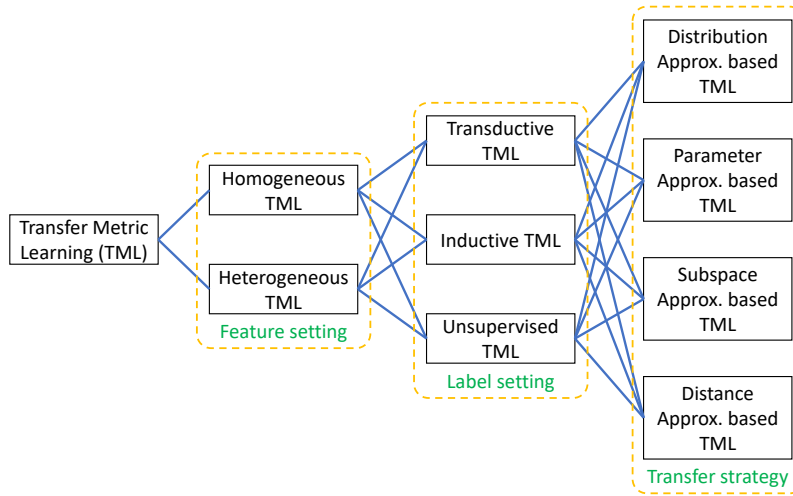 Transfer Metric
Learning (TML)
Homogeneous
TML
Heterogeneous
TML
Feature setting
Transductive
TML
Inductive TML
Unsupervised
TML
Label setting
Distribution
Approx. based
TML
Parameter
Approx. based
TML
Subspace
Approx. based
TML
Distance
Approx. based
TML
Transfer strategy